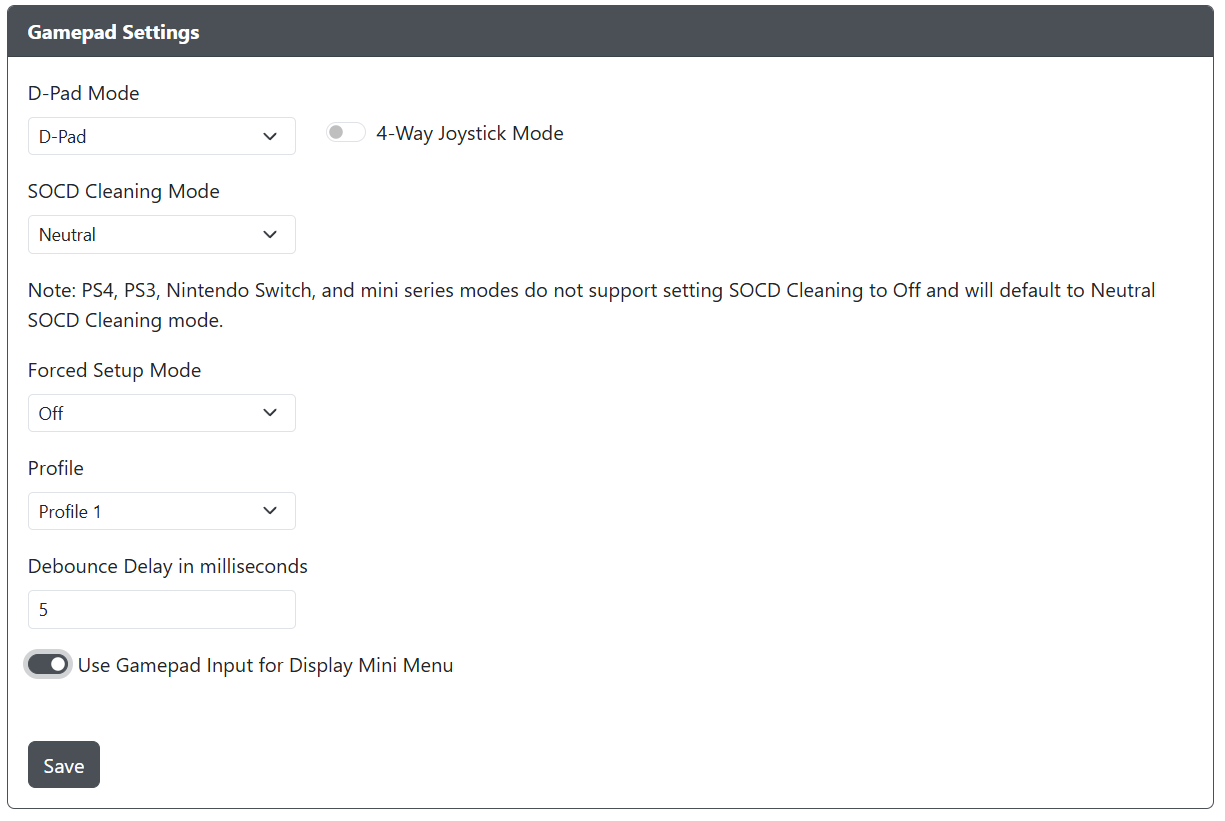 Gamepad Settings
D-Pad Mode
D-Pad
4-Way Joystick Mode
SOCD Cleaning Mode
Neutral
Note: PS4, PS3, Nintendo Switch, and mini series modes do not support setting SOCD Cleaning to Off and will default to Neutral
SOCD Cleaning mode.
Forced Setup Mode
Off
Profile
Profile 1
Debounce Delay in milliseconds
5
Use Gamepad Input for Display Mini Menu
Save